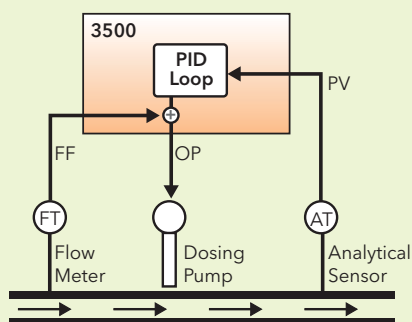 3500
PID
Loop
+
PV
FF
OP
FT
AT
Flow
Meter
Dosing
Pump
Analytical
Sensor